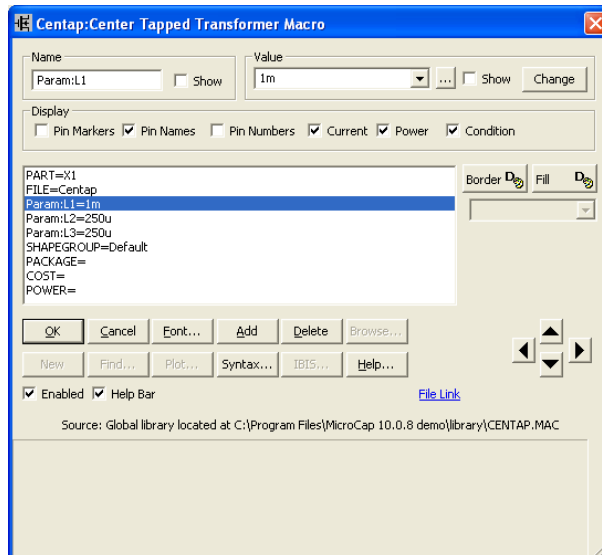 Centap:Center Tapped Transformer Macro
Name
Value
Param:L1 Show
1m ... Show Change
Display
Pin Markers Pin Names Pin Numbers Current Power Condition
PART=X1
FILE=Centap
Param:L1=1m
Param:L2=250u
Param:L3=250u
SHAPEGROUP=Default
PACKAGE=
COST=
POWER=
Border Fill
OK Cancel Font... Add Delete Browse...
New Find... Plot... Syntax... IBIS... Help...
Enabled Help Bar File Link
Source: Global library located at C:\Program Files\MicroCap 10.0.8 demo\library\CENTAP.MAC